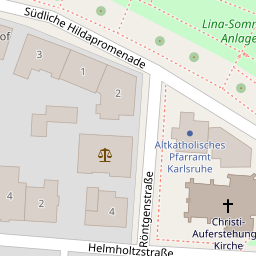 Südliche Hildapromenade
Lina-Somm
Anlage
of
3
1
2
Altkatholisches
Pfarramt
Karlsruhe
Röntgenstraße
4
2
4
Christi-
Auferstehung
Kirche
Helmholtzstraße